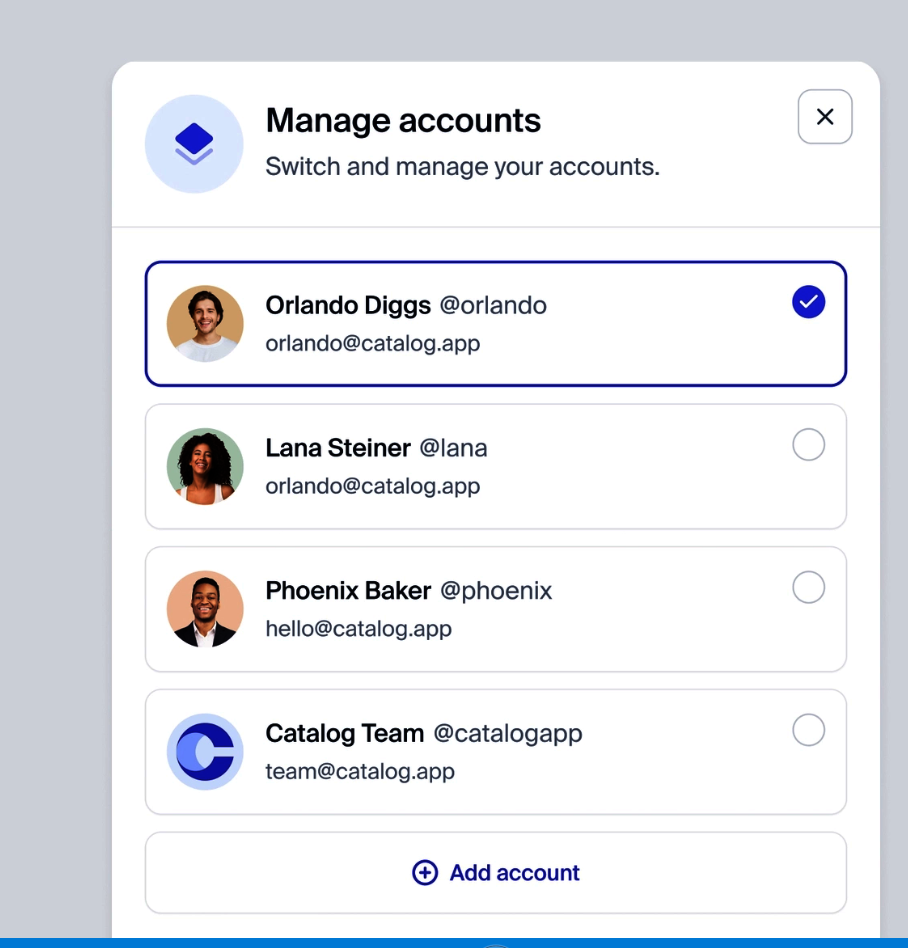 Manage accounts
Switch and manage your accounts.
Orlando Diggs @orlando
orlando@catalog.app
Lana Steiner @lana
orlando@catalog.app
Phoenix Baker @phoenix
hello@catalog.app
Catalog Team @catalogapp
team@catalog.app
Add account